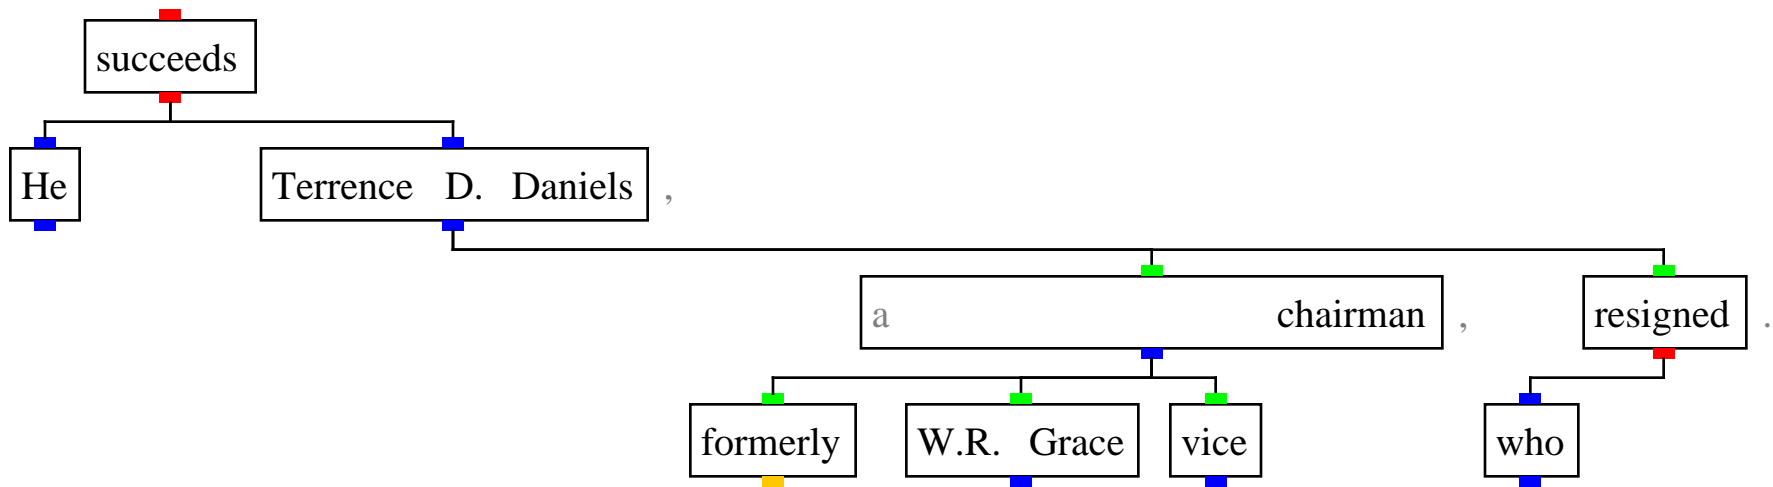 succeeds
He Terrence D. Daniels ,
a chairman , resigned .
formerly W.R. Grace vice who